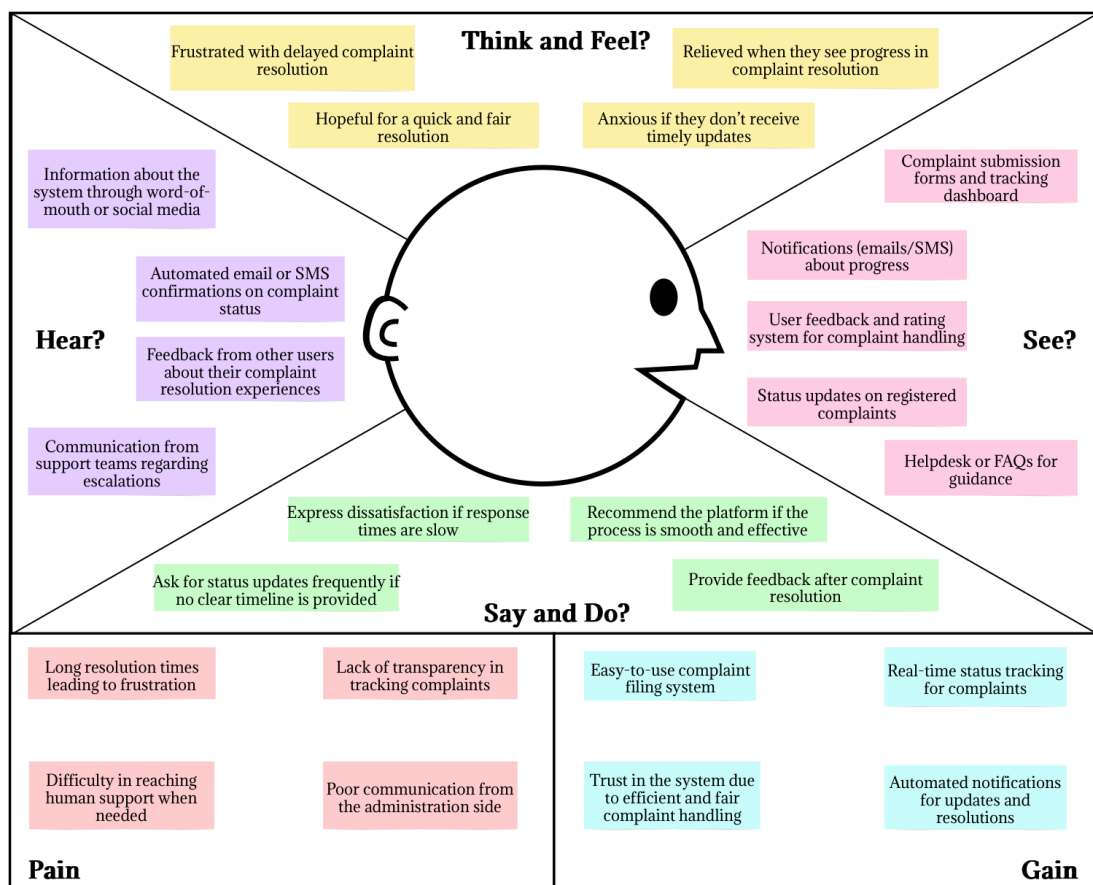 Think and Feel?
Frustrated with delayed complaint
resolution
Relieved when they see progress in
complaint resolution
Hopeful for a quick and fair
resolution
Anxious if they don’t receive
timely updates
Hear?
Information about the
system through word-of-
mouth or social media
Automated email or SMS
confirmations on complaint
status
Feedback from other users
about their complaint
resolution experiences
Communication from
support teams regarding
escalations
See?
Complaint submission
forms and tracking
dashboard
Notifications (emails/SMS)
about progress
User feedback and rating
system for complaint handling
Status updates on registered
complaints
Helpdesk or FAQs for
guidance
Express dissatisfaction if response
times are slow
Recommend the platform if the
process is smooth and effective
Ask for status updates frequently if
no clear timeline is provided
Provide feedback after complaint
resolution
Say and Do?
Long resolution times
leading to frustration
Lack of transparency in
tracking complaints
Difficulty in reaching
human support when
needed
Poor communication from
the administration side
Pain
Easy-to-use complaint
filing system
Real-time status tracking
for complaints
Trust in the system due
to efficient and fair
complaint handling
Automated notifications
for updates and
resolutions
Gain